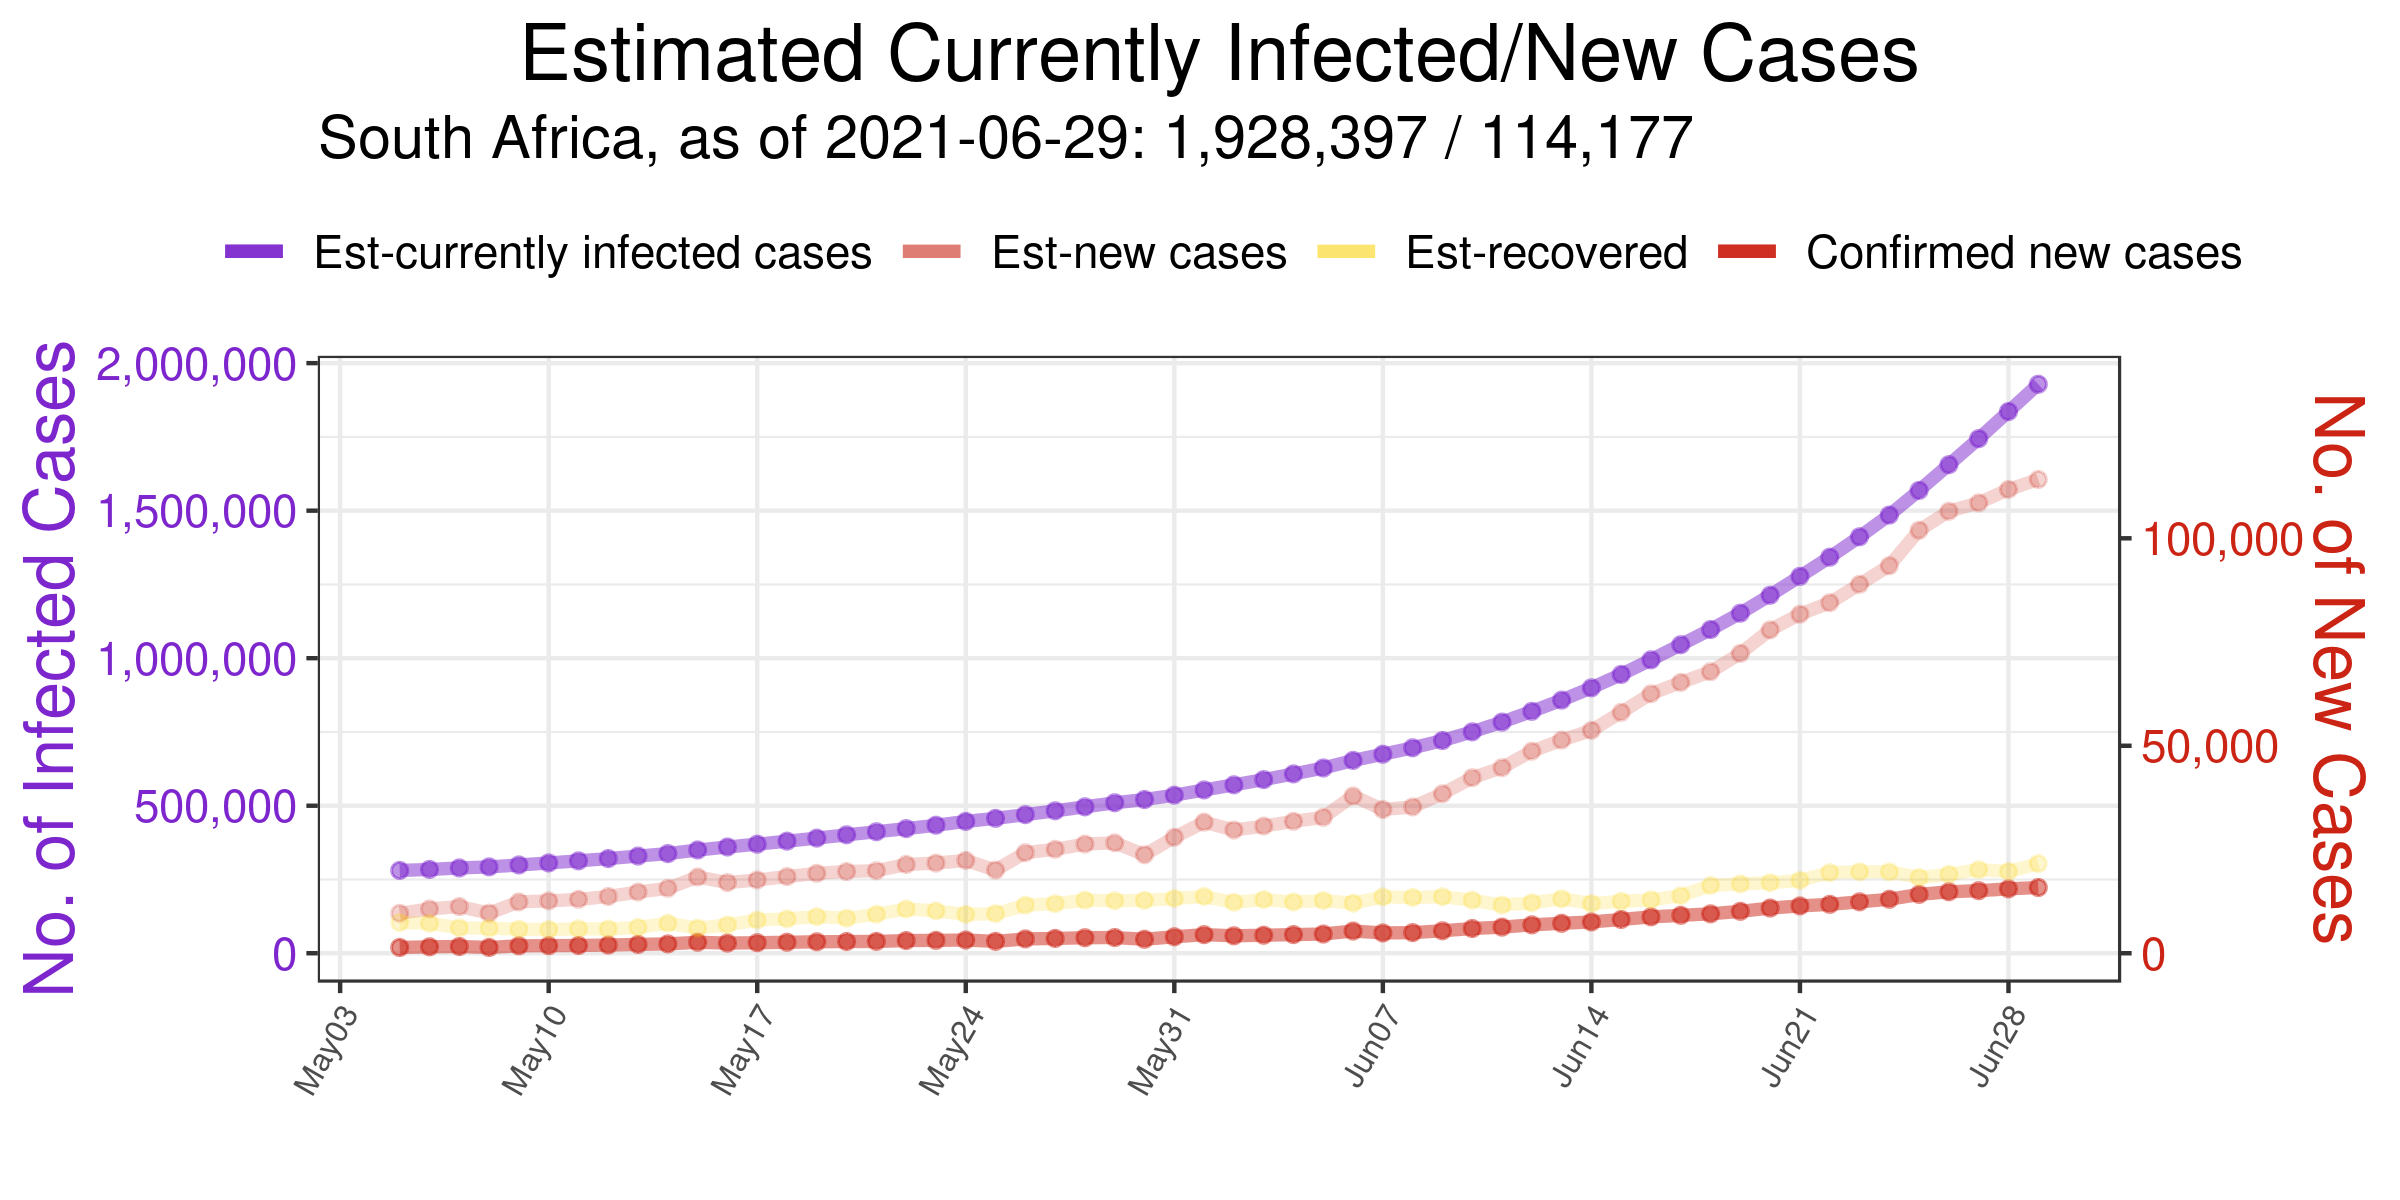 Estimated Currently Infected/New Cases
South Africa, as of 2021-06-29: 1,928,397 / 114,177
Est-currently infected cases Est-new cases Est-recovered Confirmed new cases
No. of Infected Cases
2,000,000
1,500,000
1,000,000
500,000
0
100,000
50,000
0
No. of New Cases
May03 May10 May17 May24 May31 Jun07 Jun14 Jun21 Jun28